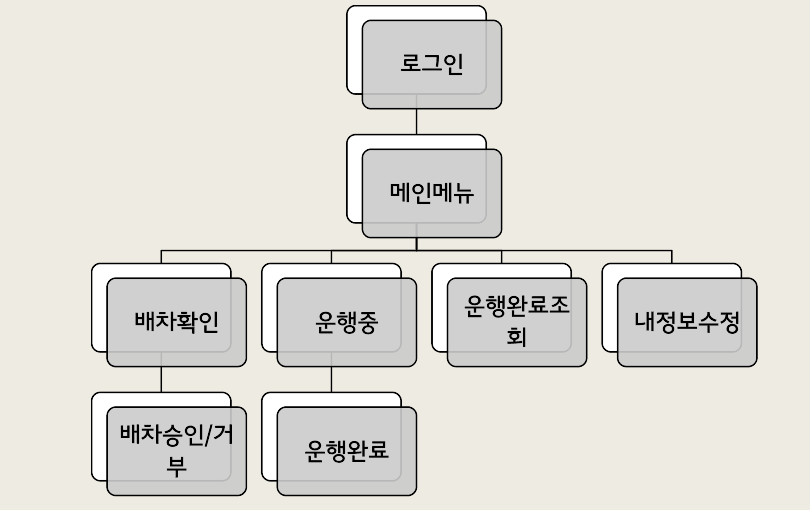 로그인
메인메뉴
배차확인
운행중
운행완료조
회
내정보수정
배차승인/거
부
운행완료